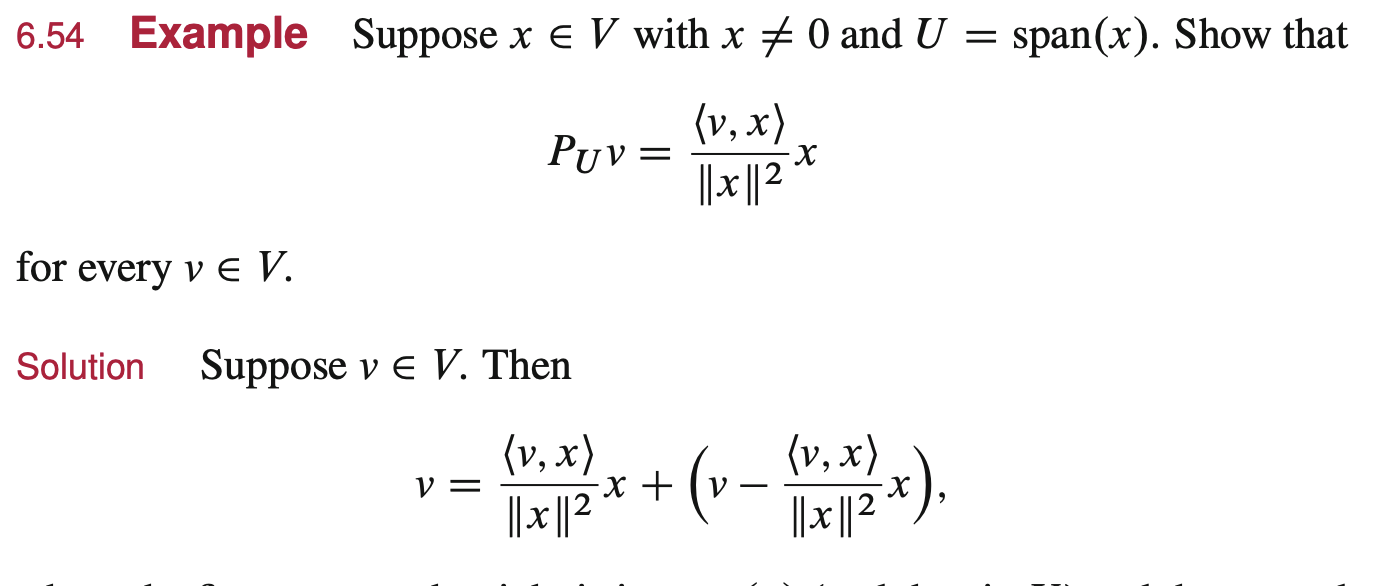 6.54 Example Suppose x ∈ V with x ≠ 0 and U = span(x). Show that
P_U v = ⟨v, x⟩/‖x‖² x
for every v ∈ V.
Solution Suppose v ∈ V. Then
v = ⟨v, x⟩/‖x‖² x + (v − ⟨v, x⟩/‖x‖² x),